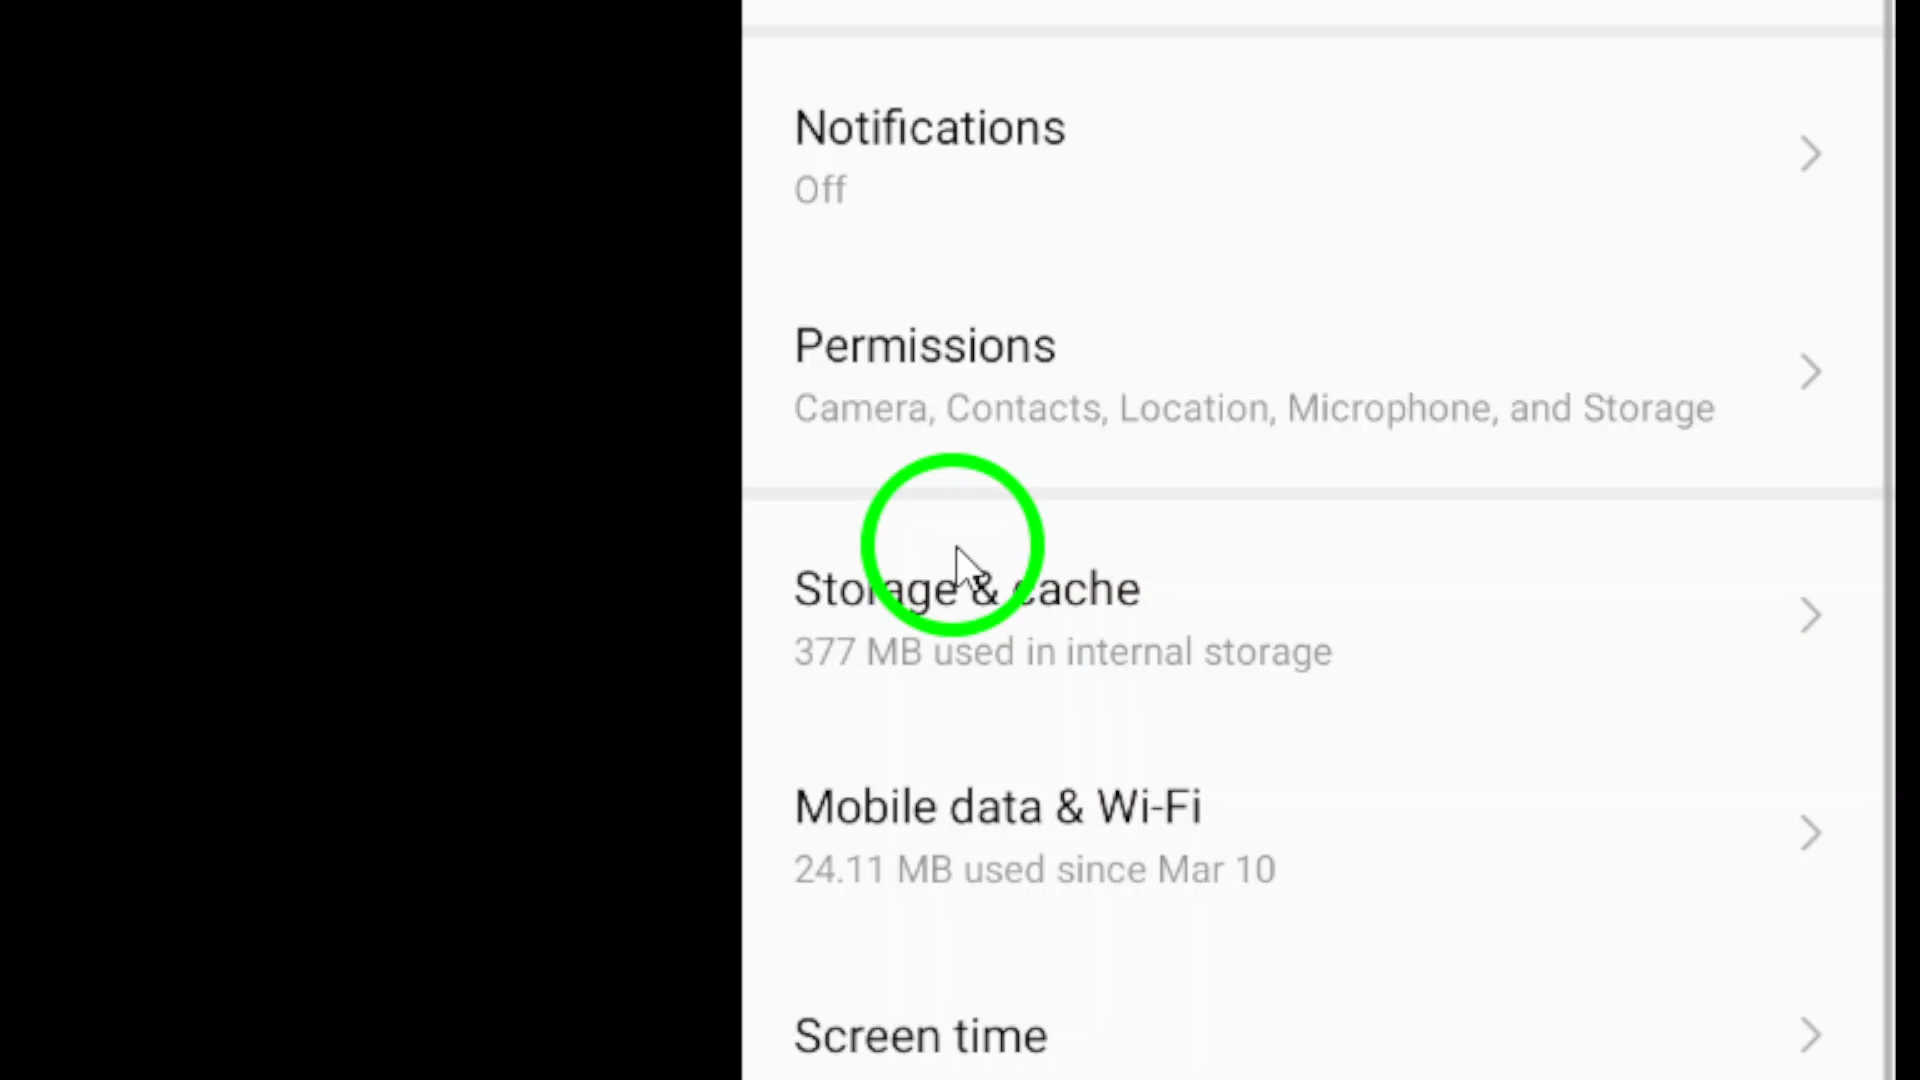 Notifications
Off
Permissions
Camera, Contacts, Location, Microphone, and Storage
Storage & cache
377 MB used in internal storage
Mobile data & Wi-Fi
24.11 MB used since Mar 10
Screen time